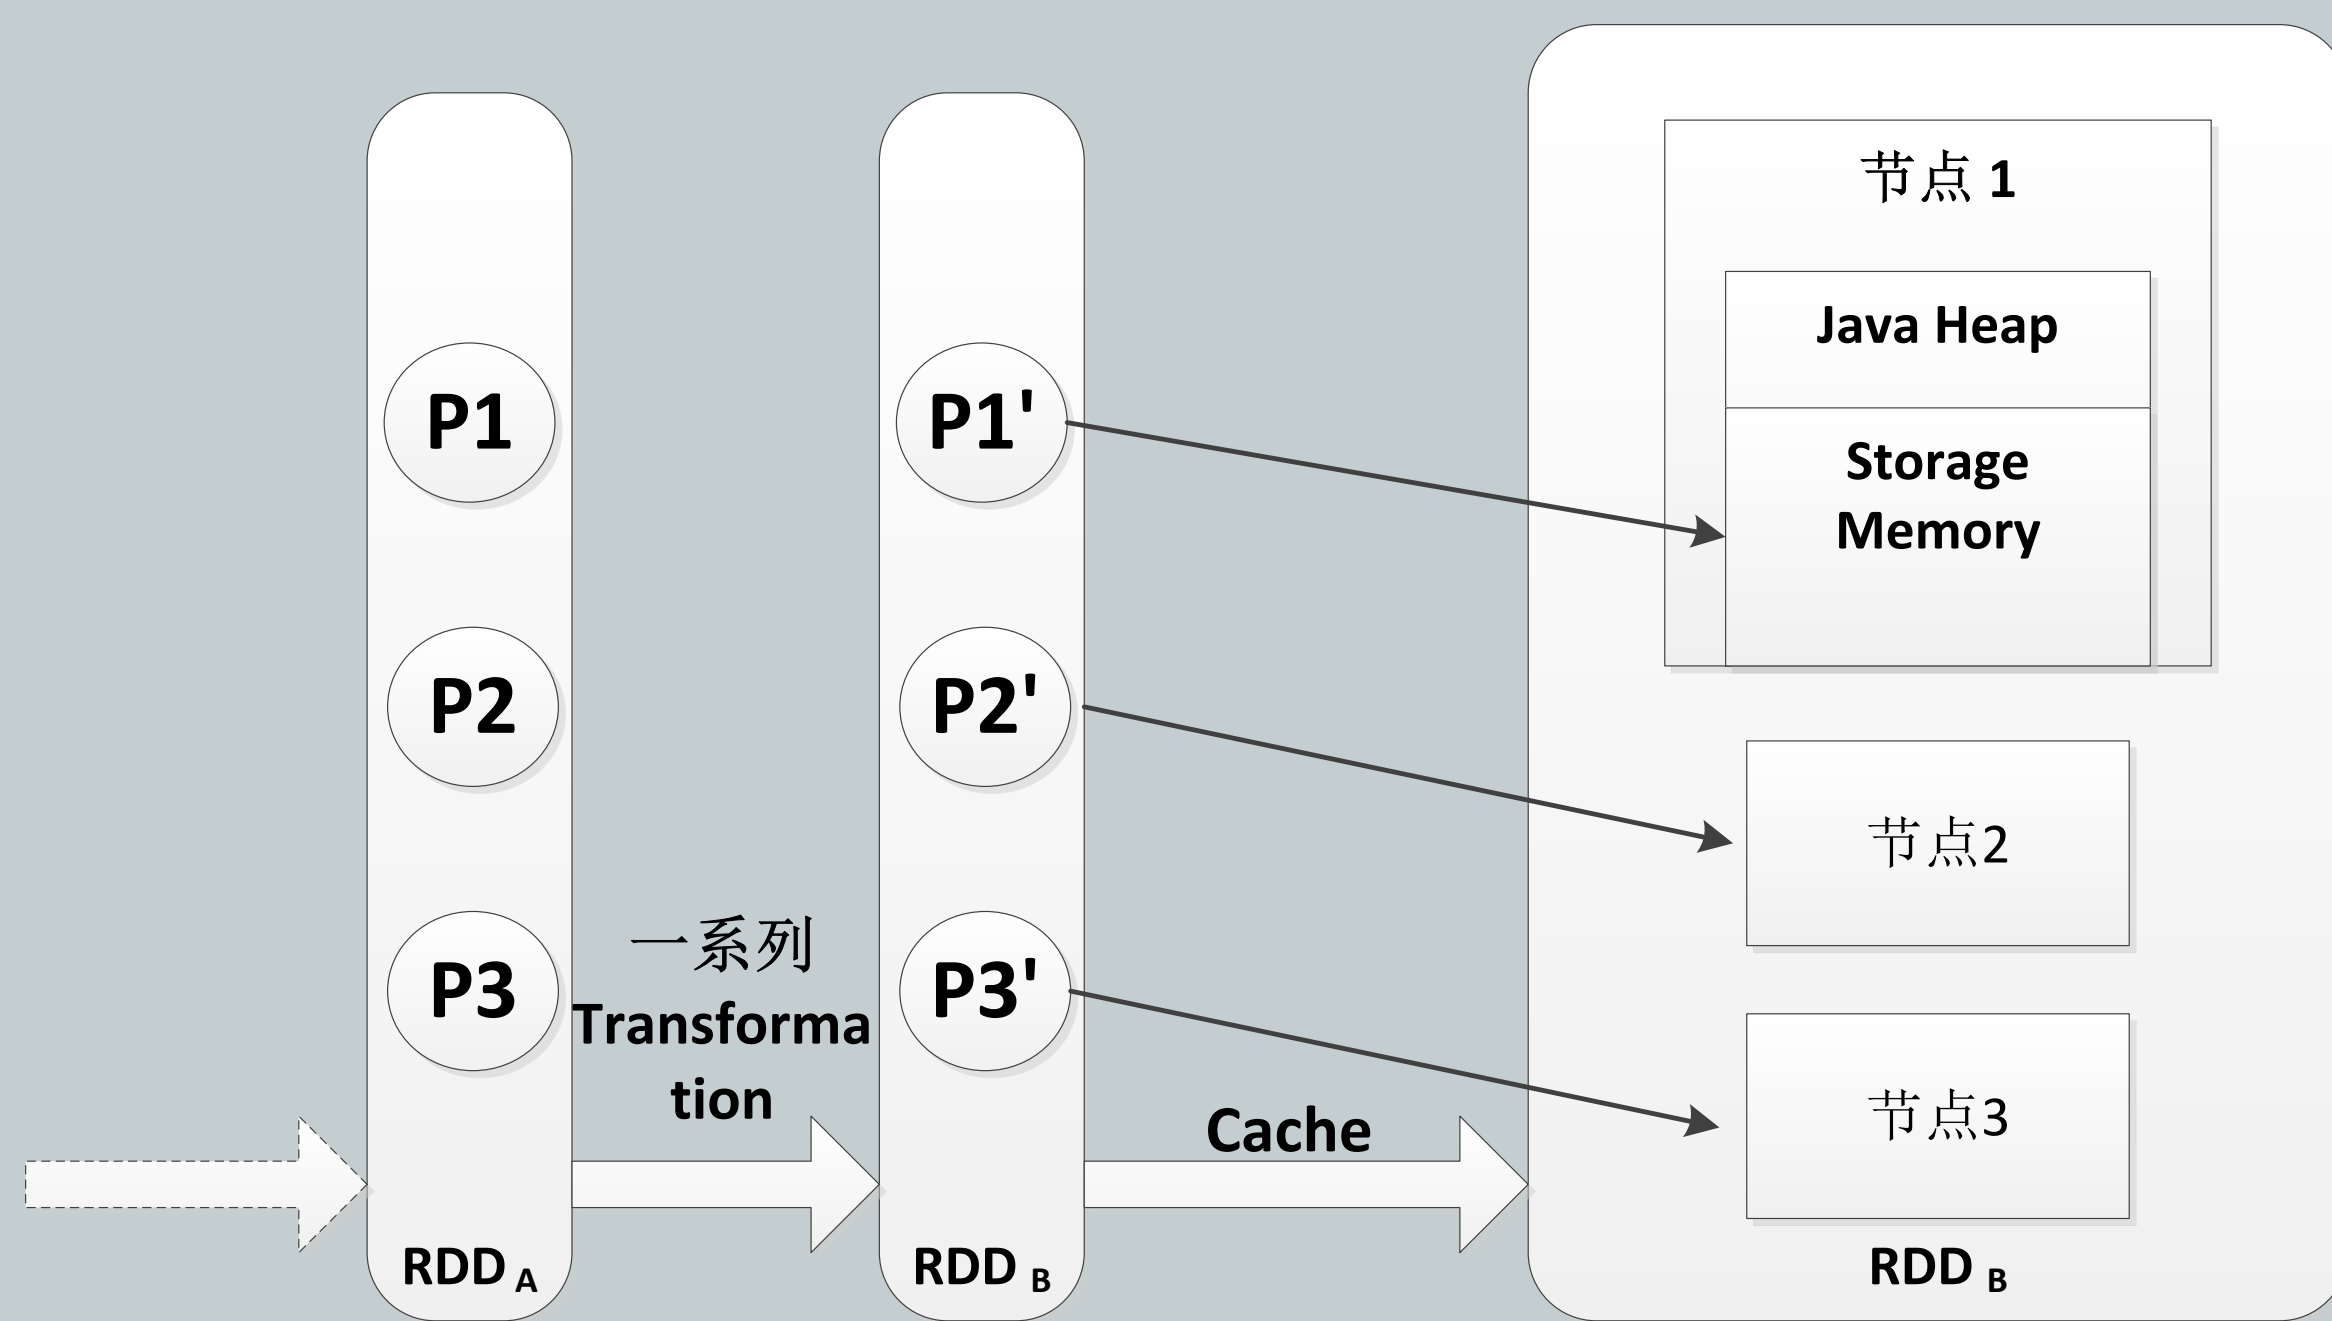 P1
P2
P3
RDD A
一系列
Transforma
tion
P1'
P2'
P3'
RDD B
Cache
节点 1
Java Heap
Storage
Memory
节点2
节点3
RDD B